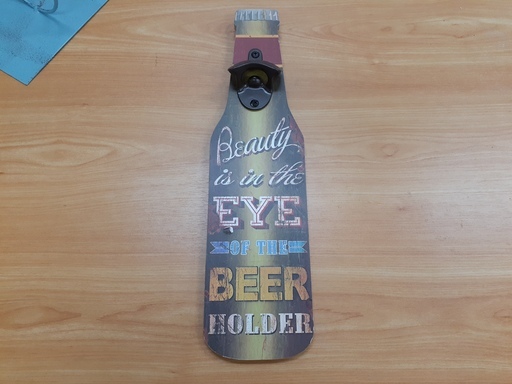 Beauty
is in the
EYE
OF THE
BEER
HOLDER